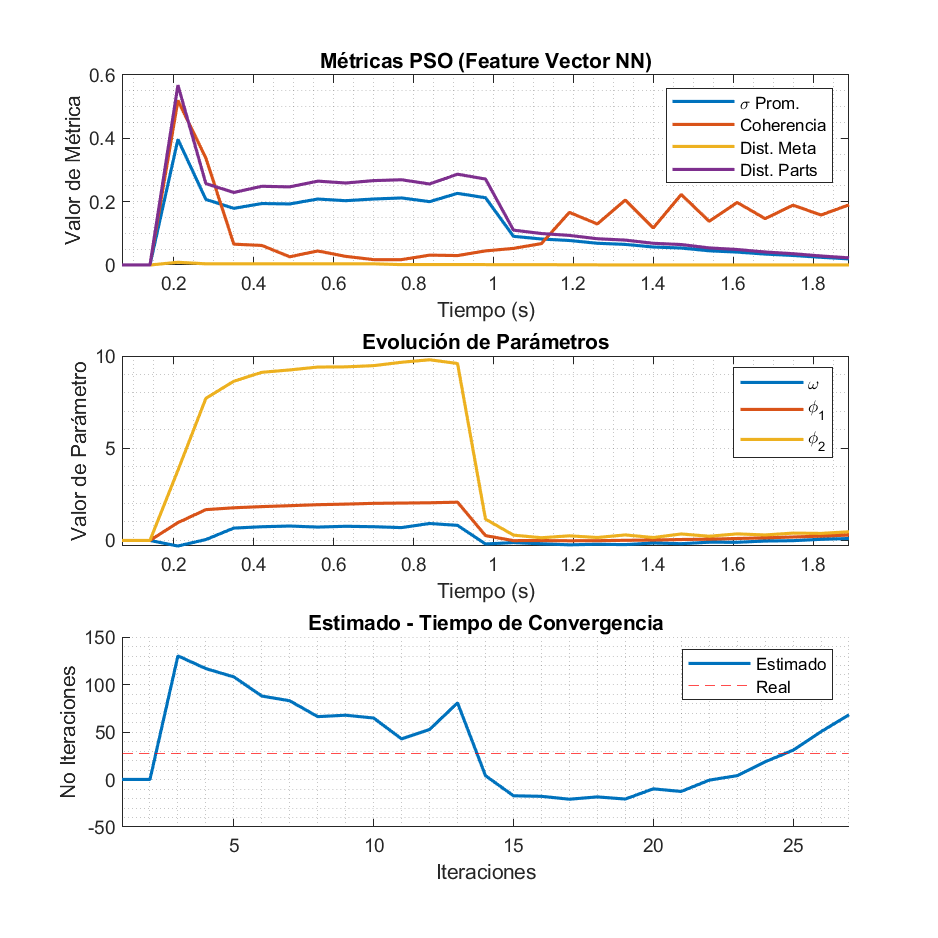 Métricas PSO (Feature Vector NN)
Valor de Métrica
0.6
0.4
0.2
0
σ Prom.
Coherencia
Dist. Meta
Dist. Parts
0.2 0.4 0.6 0.8 1 1.2 1.4 1.6 1.8
Tiempo (s)
Evolución de Parámetros
Valor de Parámetro
10
5
0
ω
ϕ1
ϕ2
0.2 0.4 0.6 0.8 1 1.2 1.4 1.6 1.8
Tiempo (s)
Estimado - Tiempo de Convergencia
No Iteraciones
150
100
50
0
-50
Estimado
Real
5 10 15 20 25
Iteraciones